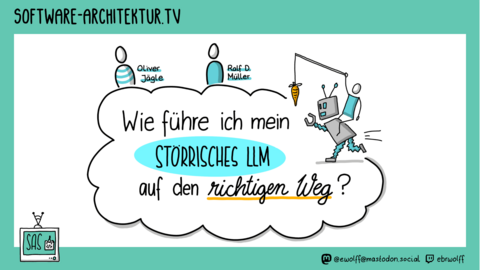 SOFTWARE-ARCHITEKTUR.TV
Oliver
Jägle
Ralf D.
Müller
Wie führe ich mein
STÖRRISCHES LLM
auf den richtigen Weg?
SAS
@ewolff@mastodon.social
ebrwolff